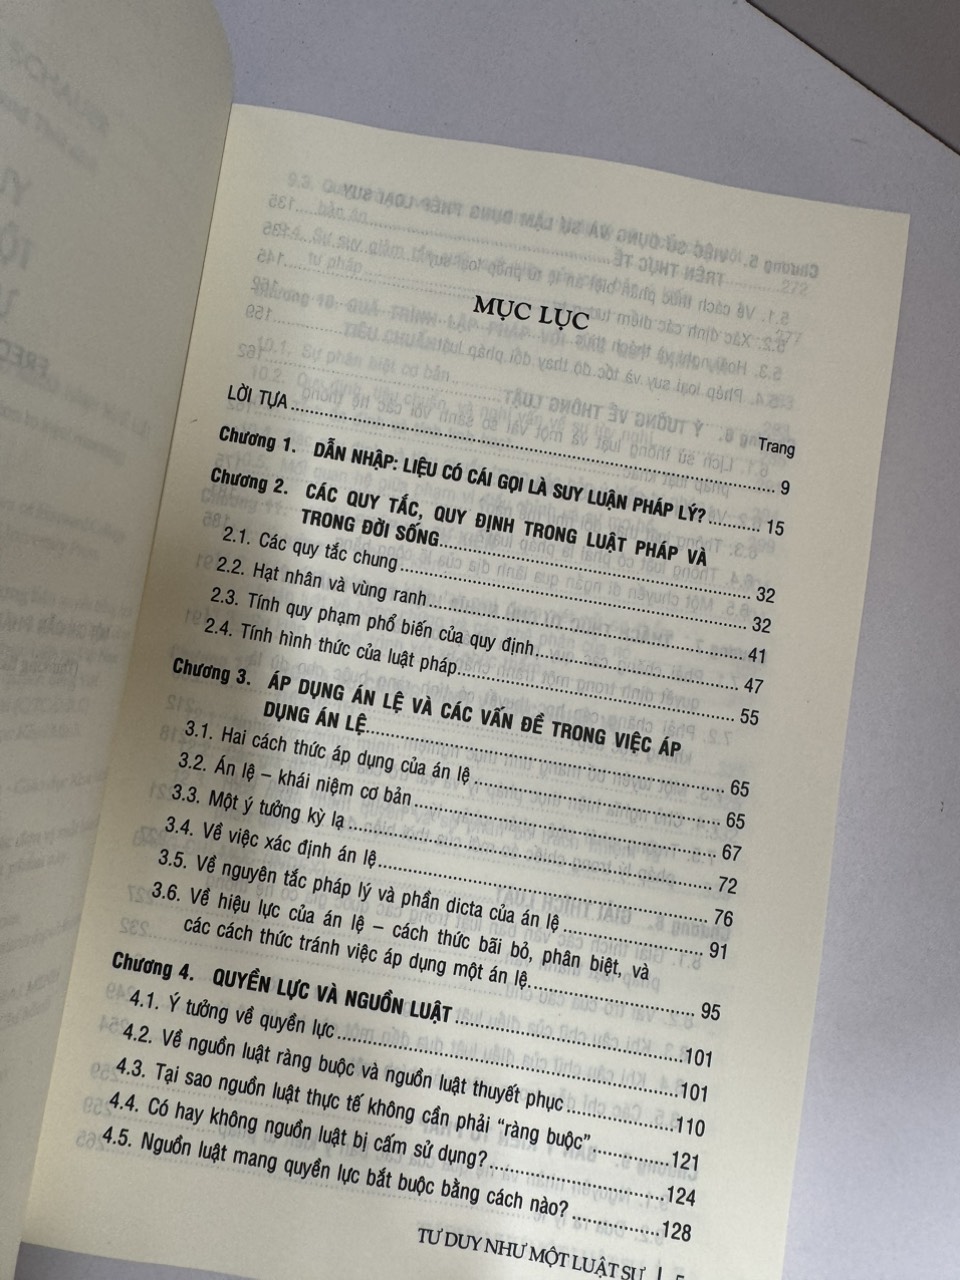 MỤC LỤC
Trang
LỜI TỰA 9
Chương 1. DẪN NHẬP: LIỆU CÓ CÁI GỌI LÀ SUY LUẬN PHÁP LÝ? 15
Chương 2. CÁC QUY TẮC, QUY ĐỊNH TRONG LUẬT PHÁP VÀ
TRONG ĐỜI SỐNG 32
2.1. Các quy tắc chung 32
2.2. Hạt nhân và vùng ranh 41
2.3. Tính quy phạm phổ biến của quy định 47
2.4. Tính hình thức của luật pháp 55
Chương 3. ÁP DỤNG ÁN LỆ VÀ CÁC VẤN ĐỀ TRONG VIỆC ÁP
DỤNG ÁN LỆ 65
3.1. Hai cách thức áp dụng của án lệ 65
3.2. Án lệ – khái niệm cơ bản 67
3.3. Một ý tưởng kỳ lạ 72
3.4. Về việc xác định án lệ 76
3.5. Về nguyên tắc pháp lý và phần dicta của án lệ 91
3.6. Về hiệu lực của án lệ – cách thức bãi bỏ, phân biệt, và
các cách thức tránh việc áp dụng một án lệ 95
Chương 4. QUYỀN LỰC VÀ NGUỒN LUẬT 101
4.1. Ý tưởng về quyền lực 101
4.2. Về nguồn luật ràng buộc và nguồn luật thuyết phục 110
4.3. Tại sao nguồn luật thực tế không cần phải "ràng buộc" 121
4.4. Có hay không nguồn luật bị cấm sử dụng? 124
4.5. Nguồn luật mang quyền lực bắt buộc bằng cách nào? 128
TƯ DUY NHƯ MỘT LUẬT SƯ | 5